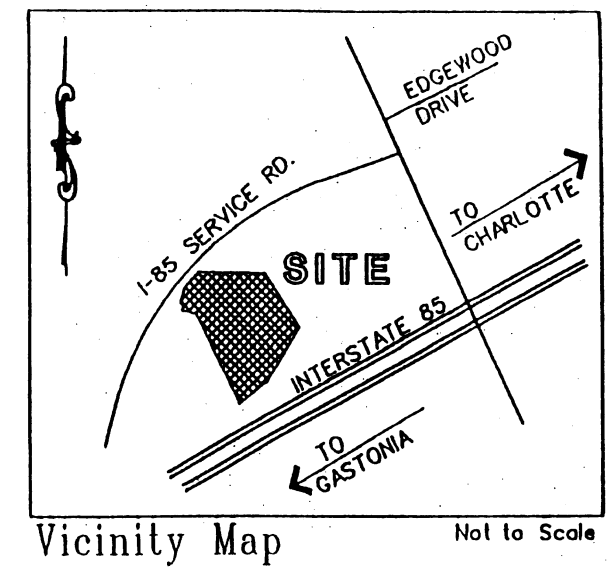 EDGEWOOD
DRIVE
I-85 SERVICE RD.
TO
CHARLOTTE
SITE
INTERSTATE 85
TO
GASTONIA
Vicinity Map
Not to Scale